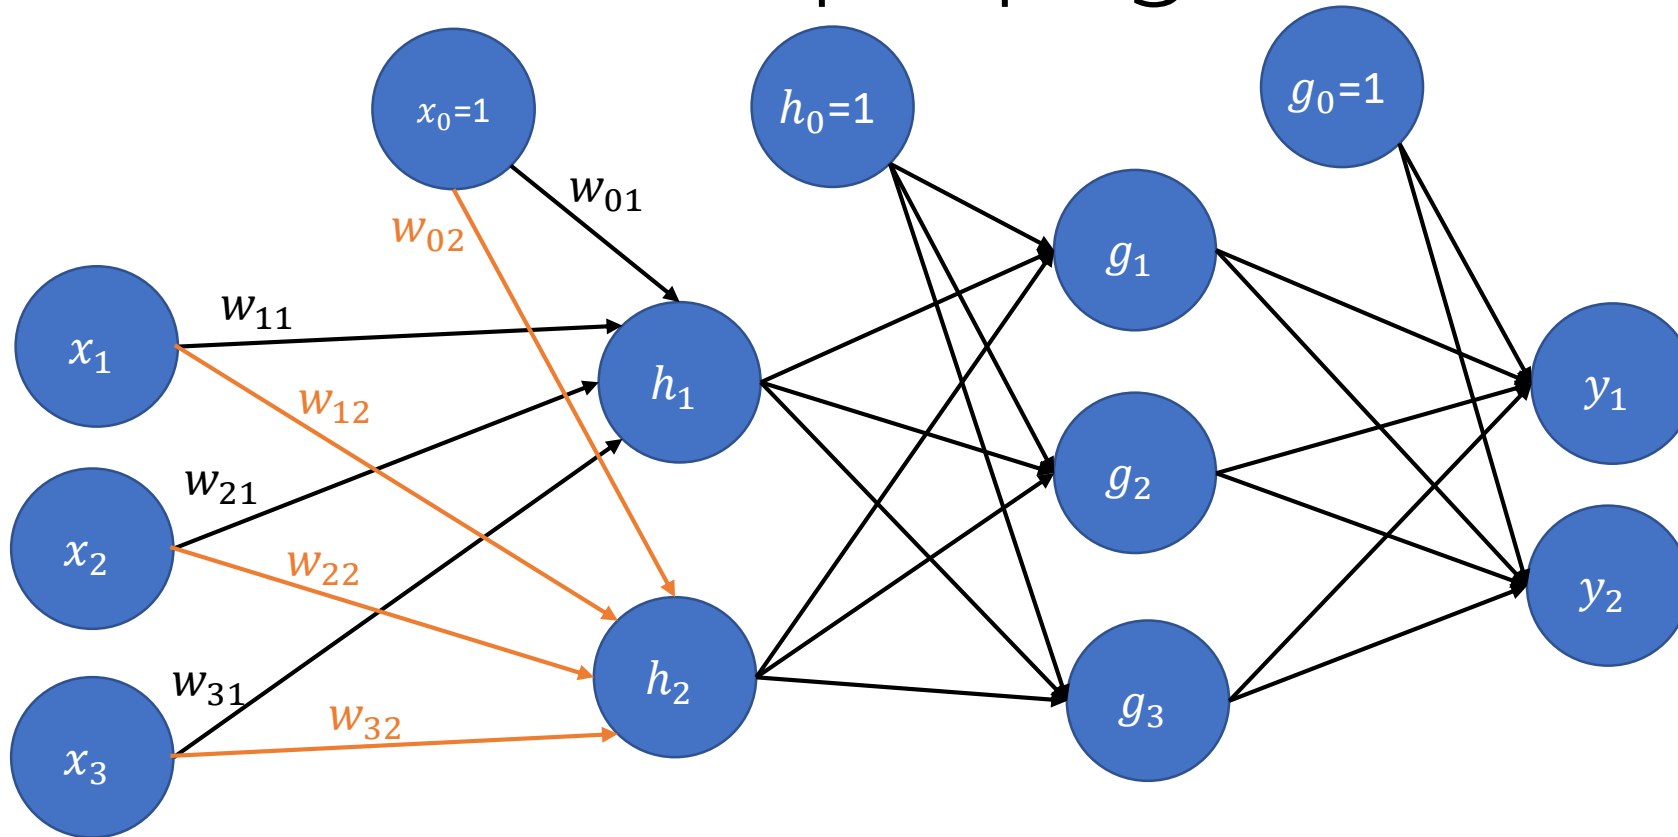 x₀=1
h₀=1
g₀=1
w₀₁
w₀₂
g₁
w₁₁
x₁
h₁
y₁
w₁₂
w₂₁
g₂
x₂
w₂₂
y₂
w₃₁
h₂
w₃₂
g₃
x₃